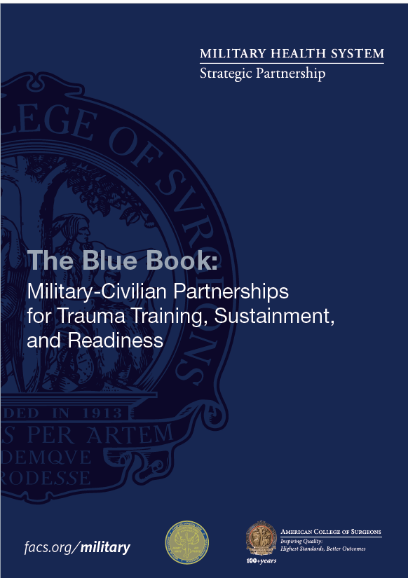 MILITARY HEALTH SYSTEM
Strategic Partnership
EGE OF SVRGEONS
The Blue Book:
Military-Civilian Partnerships
for Trauma Training, Sustainment,
and Readiness
DED IN 1913
S PER ARTEM
DEMQVE
RODESSE
facs.org/military
100+years
AMERICAN COLLEGE OF SURGEONS
Inspiring Quality:
Highest Standards, Better Outcomes